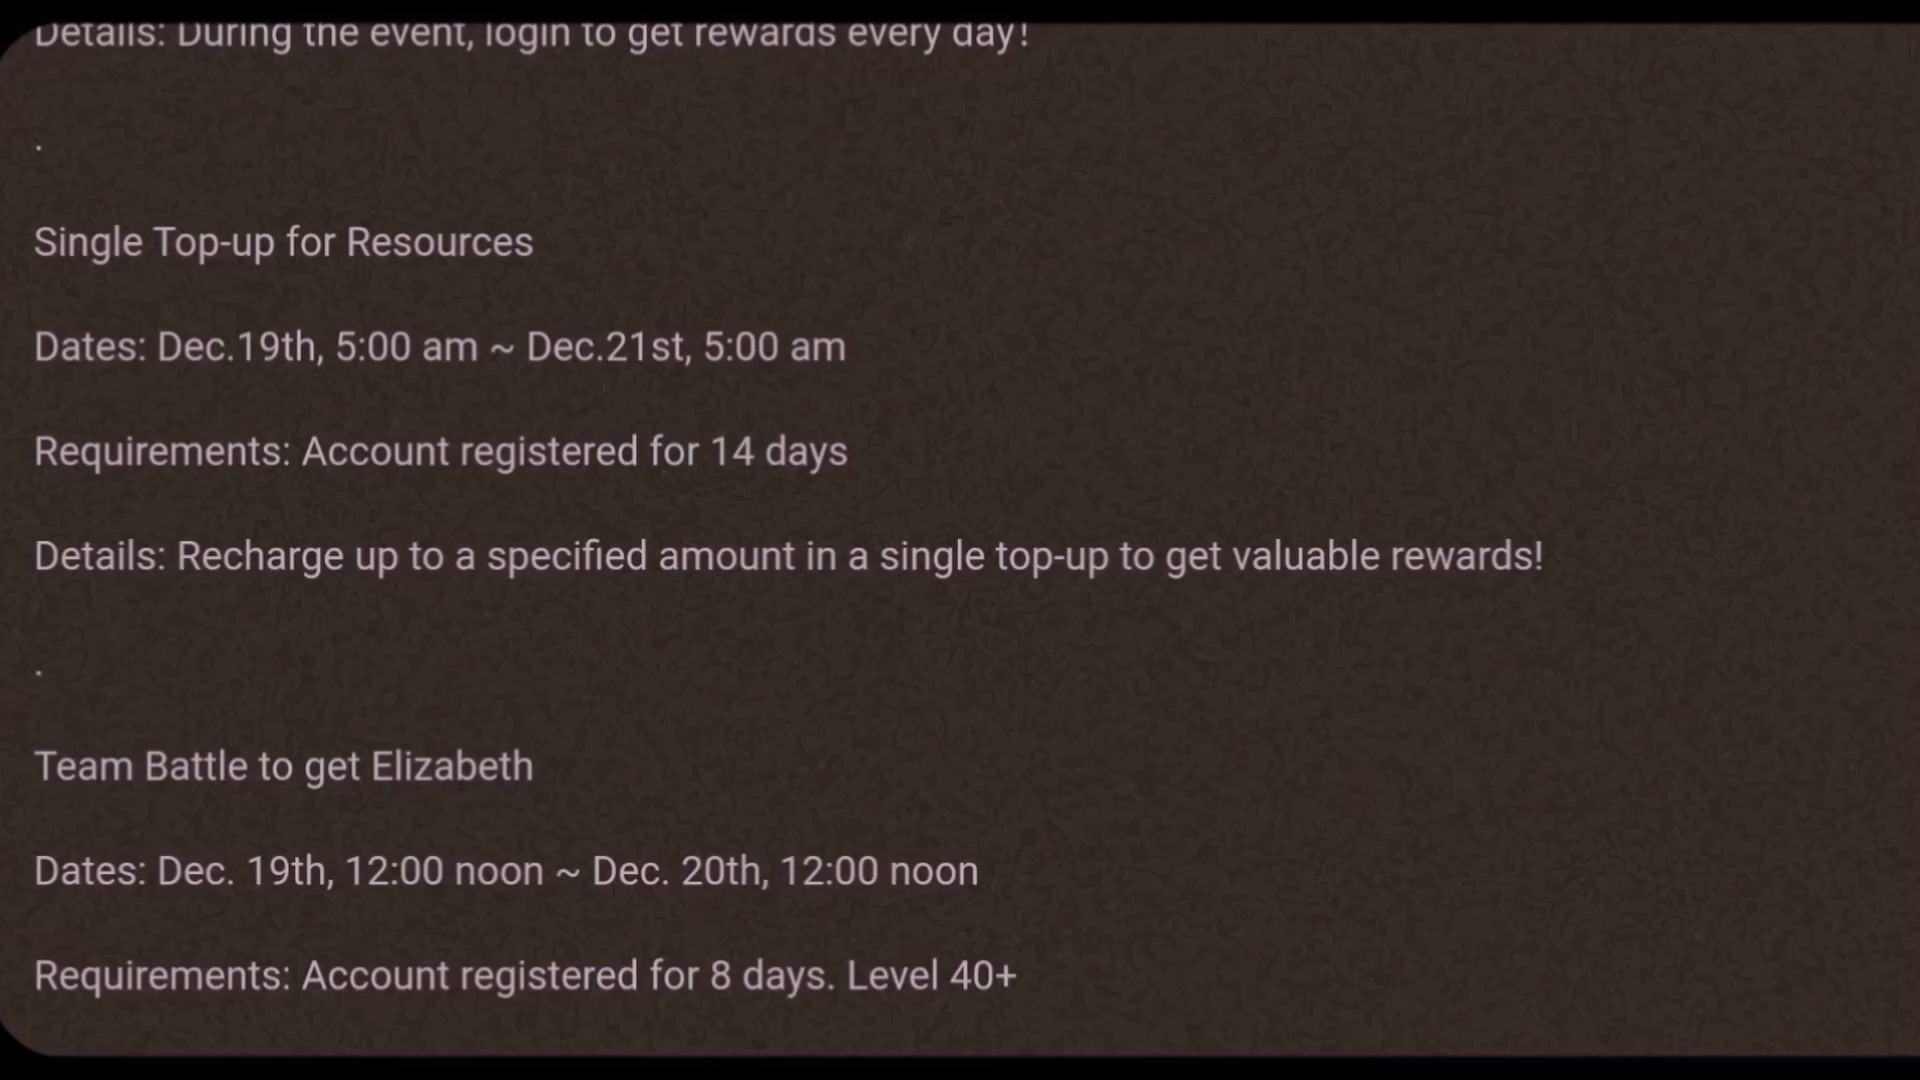 Details: During the event, login to get rewards every day!
.
Single Top-up for Resources
Dates: Dec.19th, 5:00 am ~ Dec.21st, 5:00 am
Requirements: Account registered for 14 days
Details: Recharge up to a specified amount in a single top-up to get valuable rewards!
.
Team Battle to get Elizabeth
Dates: Dec. 19th, 12:00 noon ~ Dec. 20th, 12:00 noon
Requirements: Account registered for 8 days. Level 40+